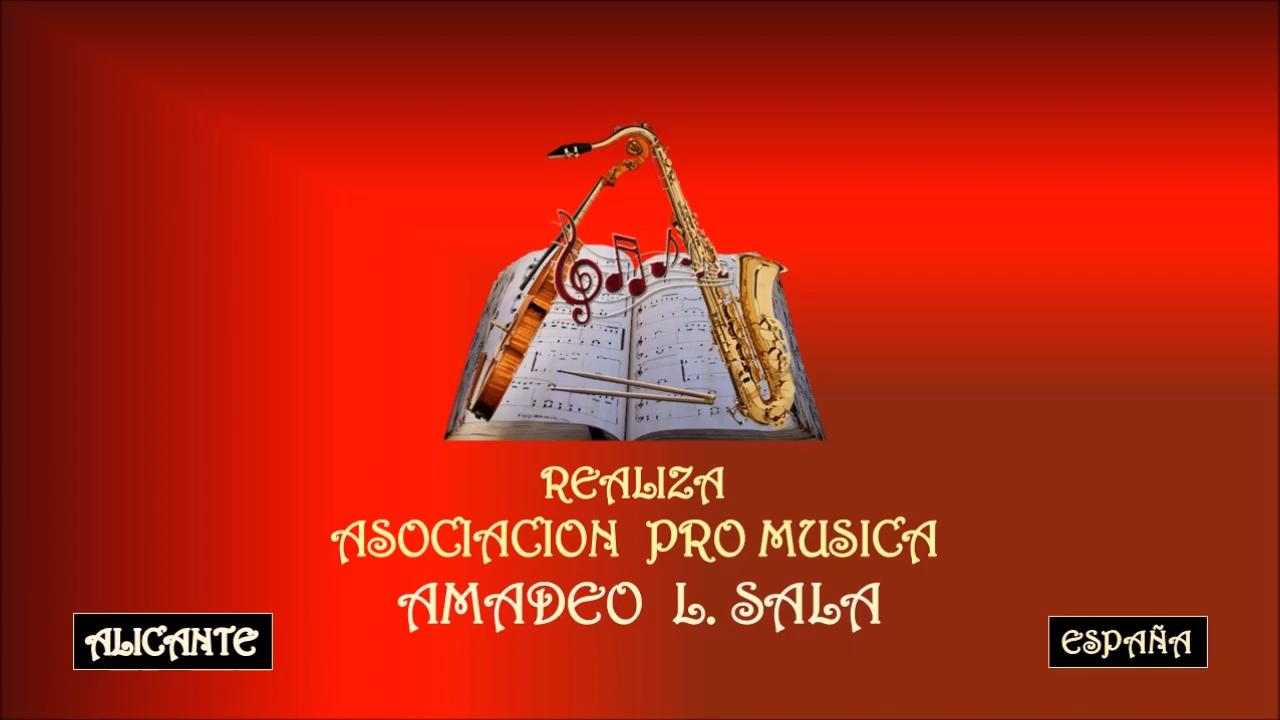 REALIZA
ASOCIACION PRO MUSICA
AMADEO L. SALA
ALICANTE
ESPAÑA